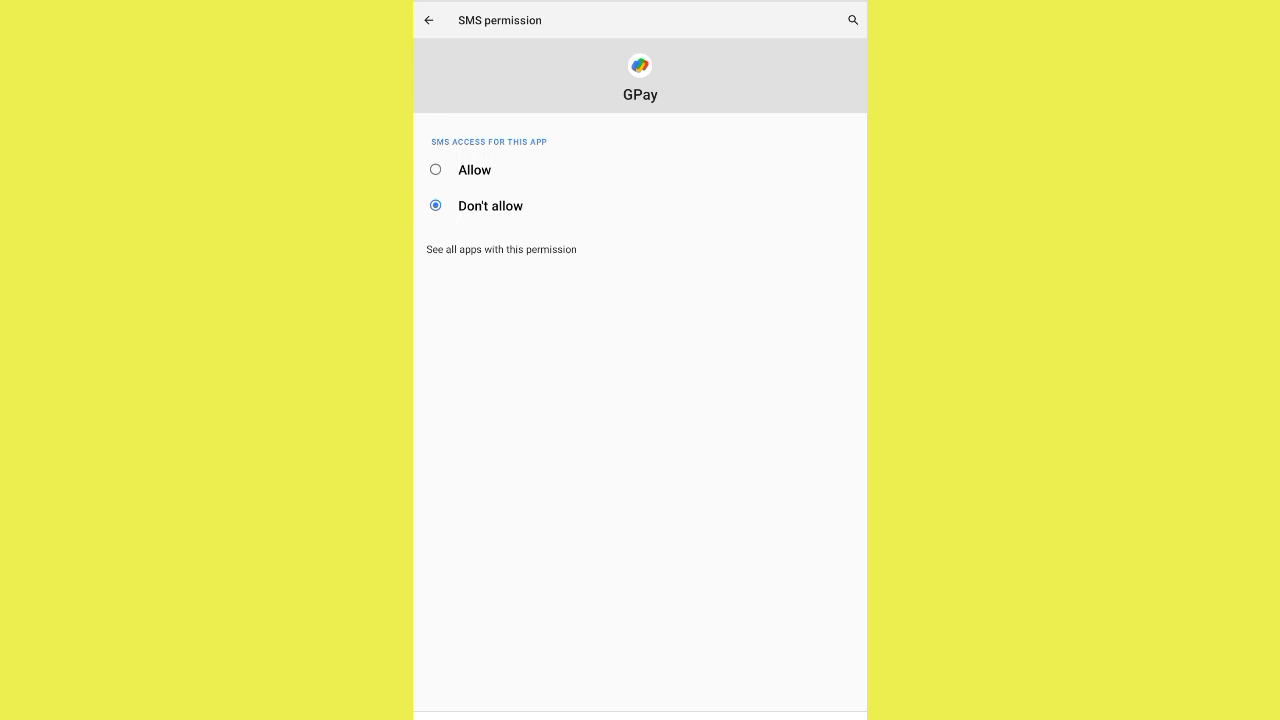 SMS permission
GPay
SMS ACCESS FOR THIS APP
Allow
Don't allow
See all apps with this permission